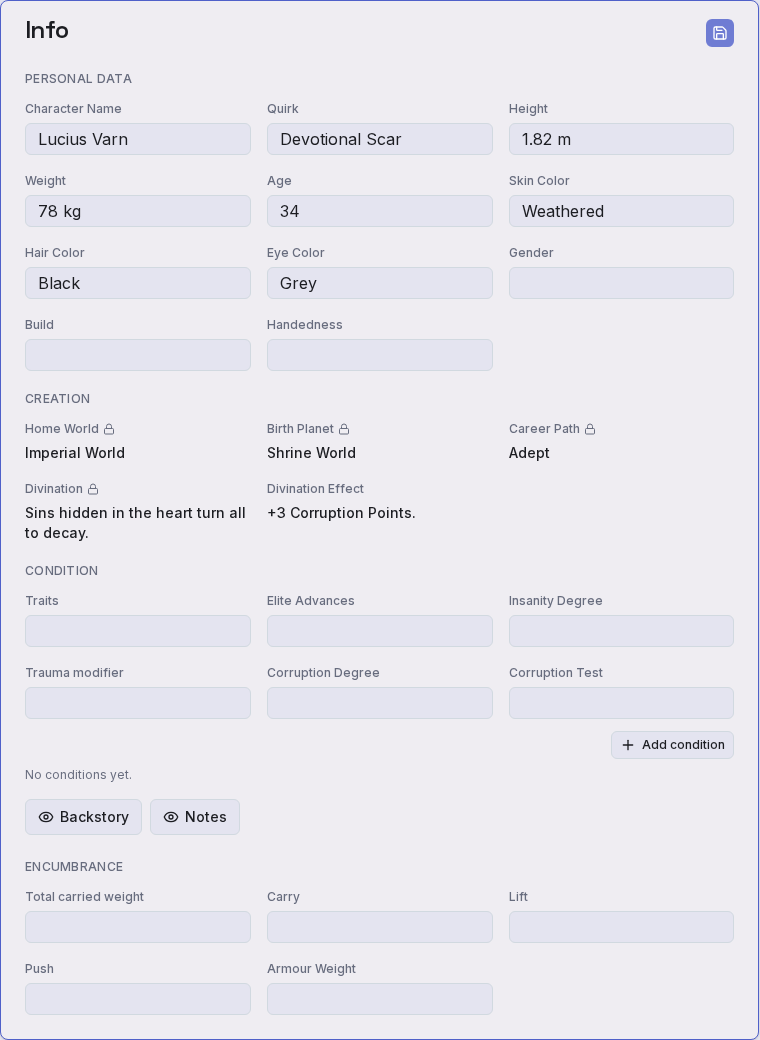 Info
PERSONAL DATA
Character Name Quirk Height
Lucius Varn Devotional Scar 1.82 m
Weight Age Skin Color
78 kg 34 Weathered
Hair Color Eye Color Gender
Black Grey
Build Handedness
CREATION
Home World Birth Planet Career Path
Imperial World Shrine World Adept
Divination Divination Effect
Sins hidden in the heart turn all +3 Corruption Points.
to decay.
CONDITION
Traits Elite Advances Insanity Degree
Trauma modifier Corruption Degree Corruption Test
Add condition
No conditions yet.
Backstory Notes
ENCUMBRANCE
Total carried weight Carry Lift
Push Armour Weight